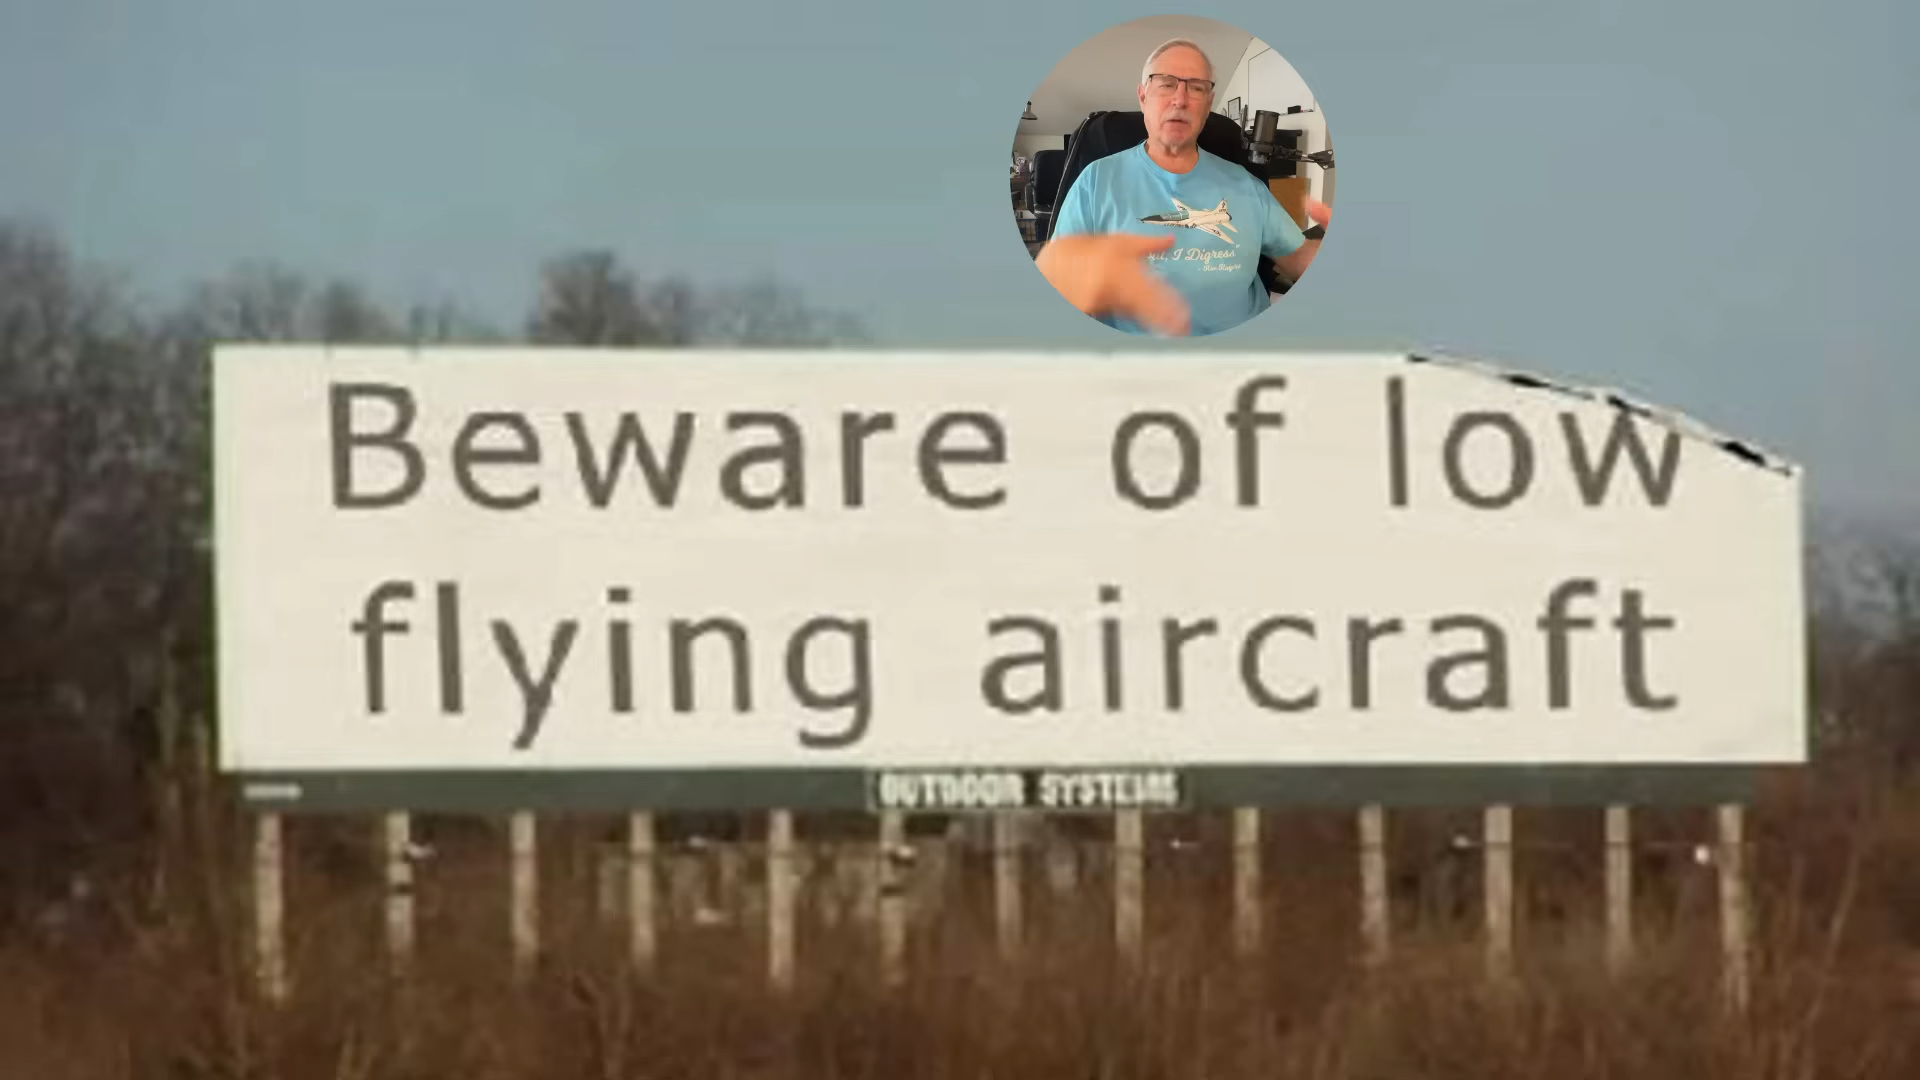 I Digress"
Beware of low
flying aircraft
OUTDOOR SYSTEMS